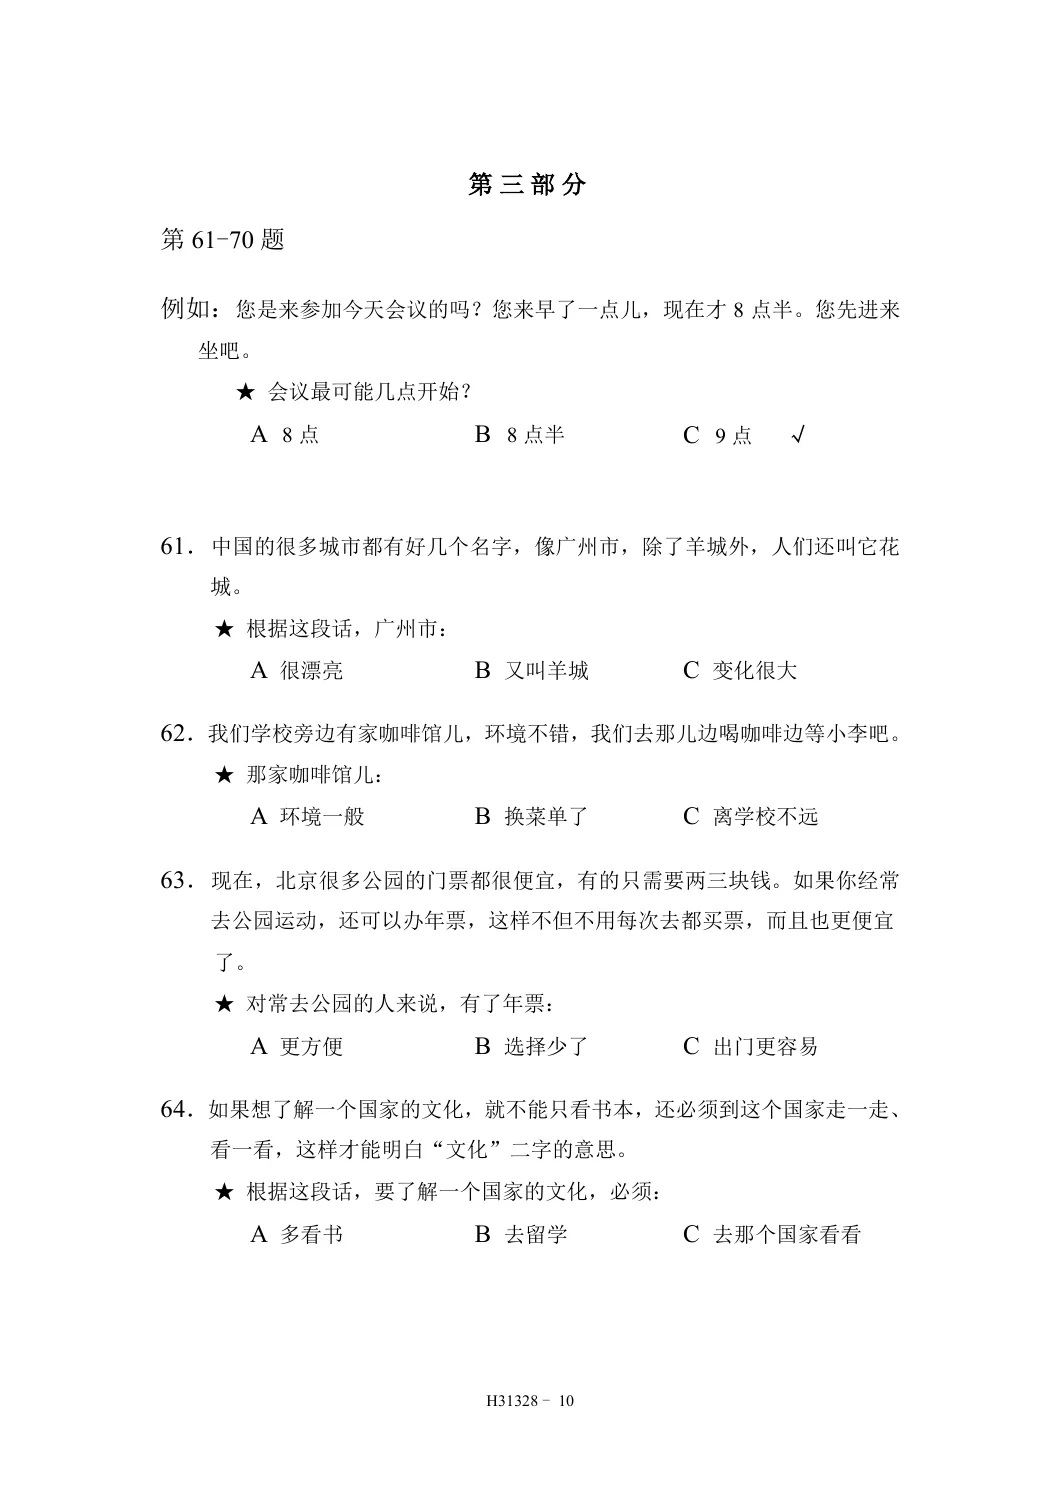 第三部分
第 61-70 题
例如：您是来参加今天会议的吗？您来早了一点儿，现在才 8 点半。您先进来
坐吧。
★ 会议最可能几点开始？
A 8 点 B 8 点半 C 9 点 √
61．中国的很多城市都有好几个名字，像广州市，除了羊城外，人们还叫它花
城。
★ 根据这段话，广州市：
A 很漂亮 B 又叫羊城 C 变化很大
62．我们学校旁边有家咖啡馆儿，环境不错，我们去那儿边喝咖啡边等小李吧。
★ 那家咖啡馆儿：
A 环境一般 B 换菜单了 C 离学校不远
63．现在，北京很多公园的门票都很便宜，有的只需要两三块钱。如果你经常
去公园运动，还可以办年票，这样不但不用每次去都买票，而且也更便宜
了。
★ 对常去公园的人来说，有了年票：
A 更方便 B 选择少了 C 出门更容易
64．如果想了解一个国家的文化，就不能只看书本，还必须到这个国家走一走、
看一看，这样才能明白“文化”二字的意思。
★ 根据这段话，要了解一个国家的文化，必须：
A 多看书 B 去留学 C 去那个国家看看
H31328 - 10